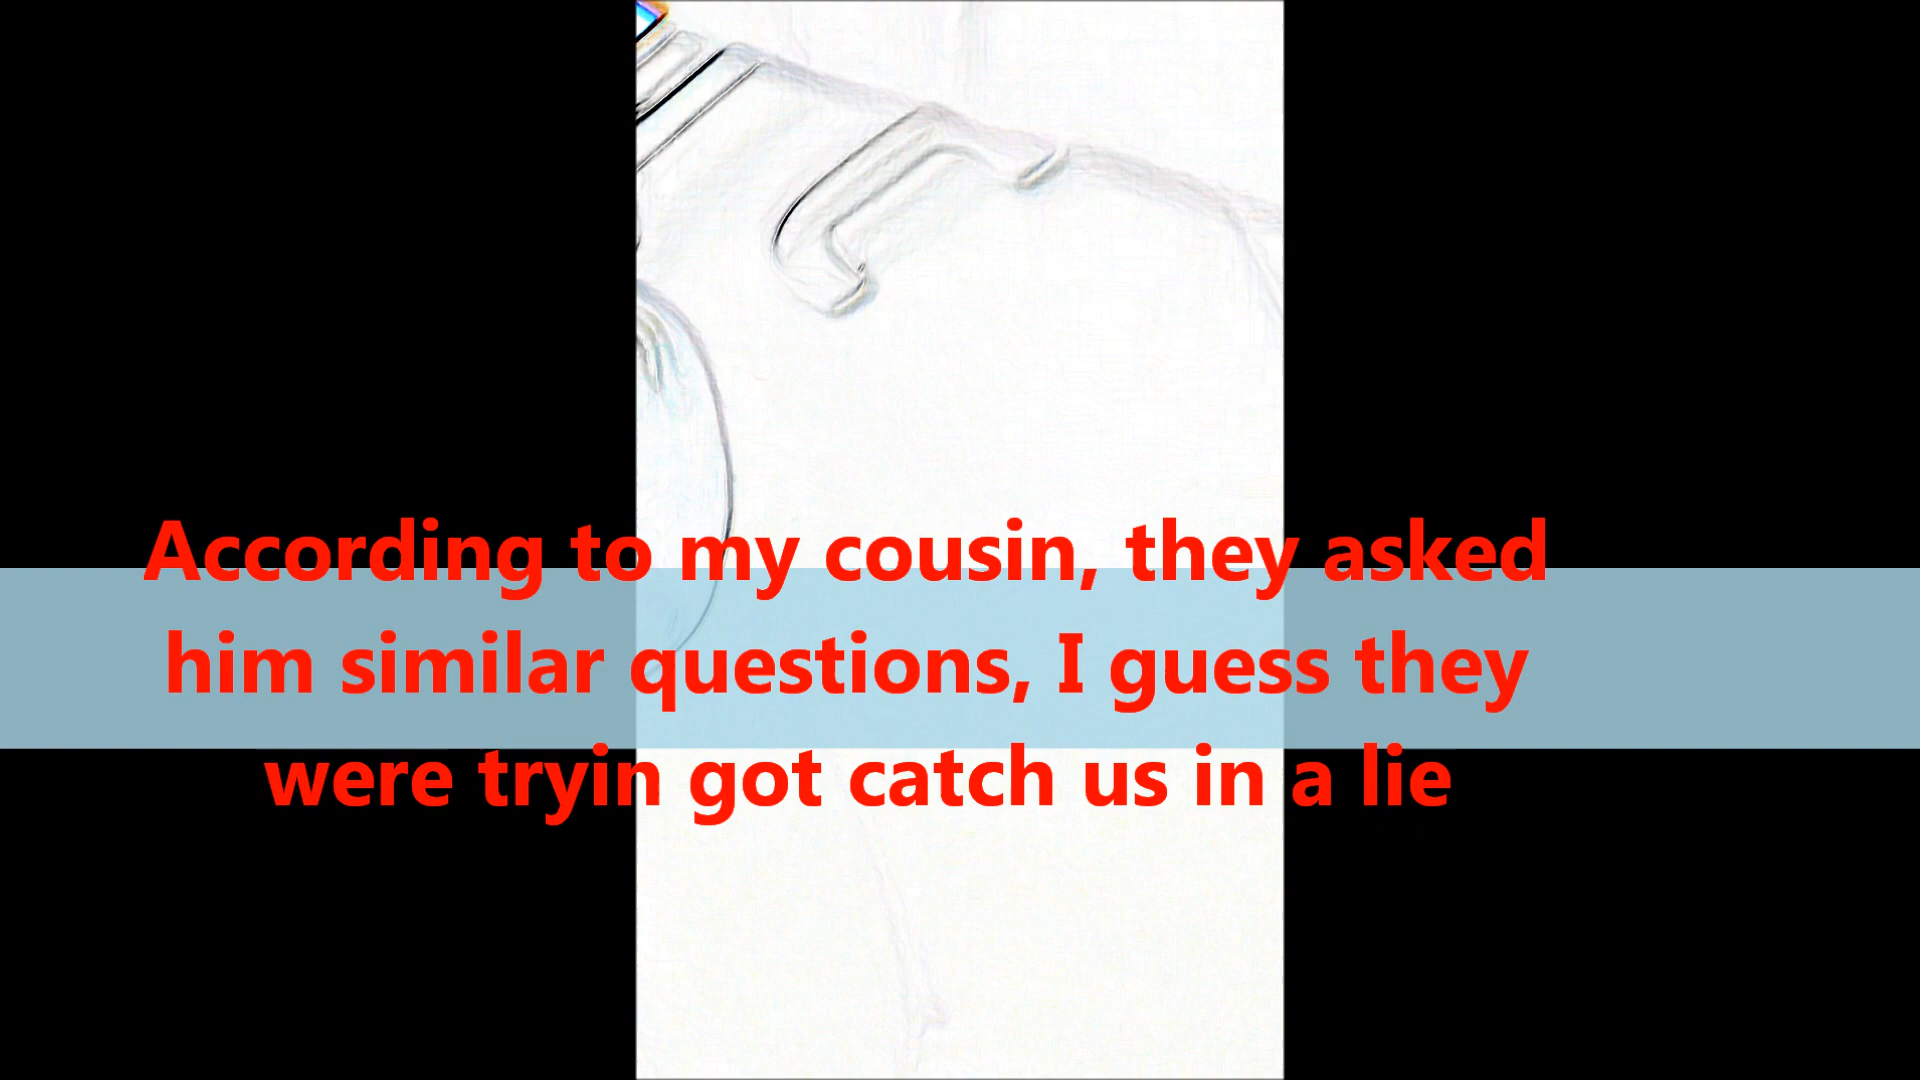 According to my cousin, they asked
him similar questions, I guess they
were tryin got catch us in a lie